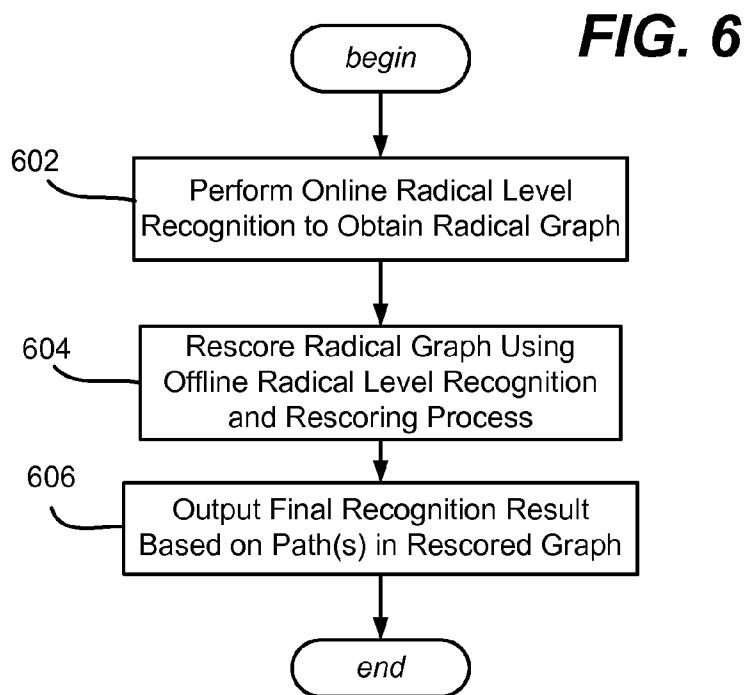 FIG. 6
begin
602
Perform Online Radical Level
Recognition to Obtain Radical Graph
604
Rescore Radical Graph Using
Offline Radical Level Recognition
and Rescoring Process
606
Output Final Recognition Result
Based on Path(s) in Rescored Graph
end